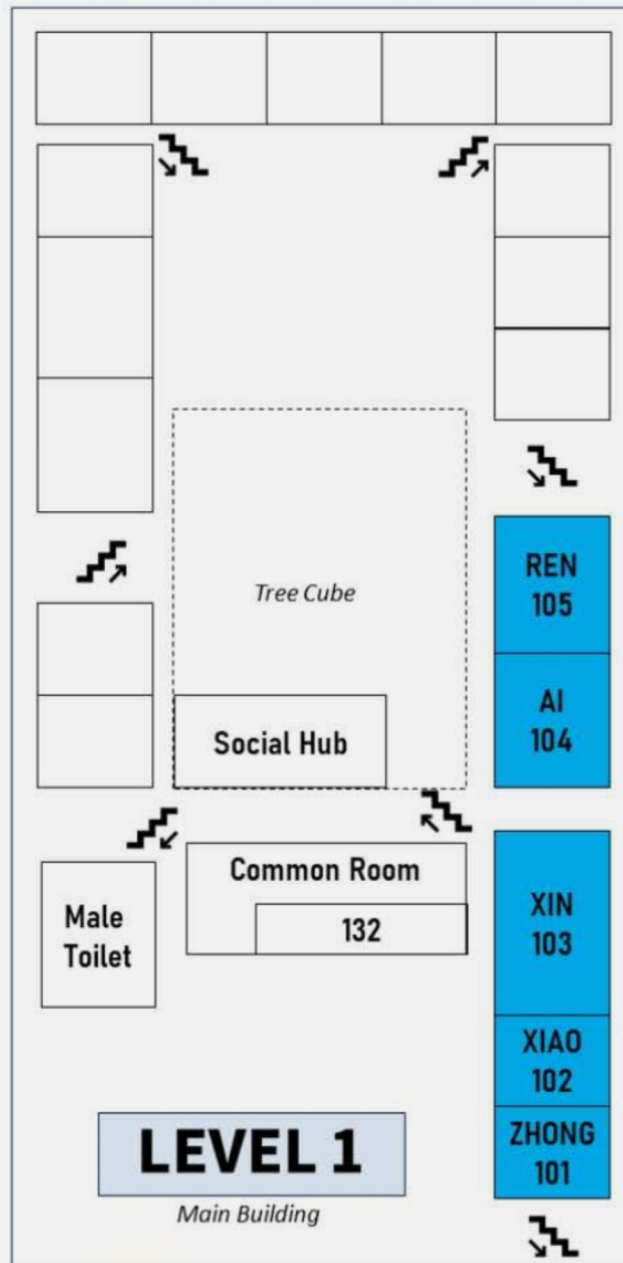 REN
105
Tree Cube
AI
104
Social Hub
Common Room
132
Male
Toilet
XIN
103
XIAO
102
ZHONG
101
LEVEL 1
Main Building